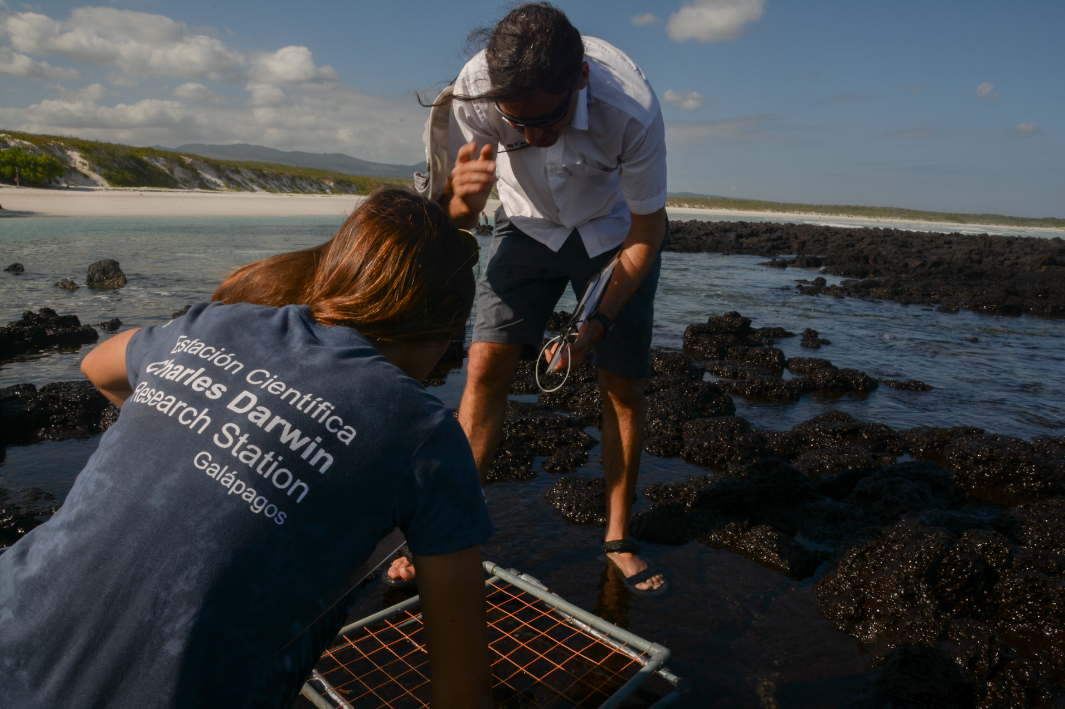 Estación Científica
Charles Darwin
Research Station
Galápagos